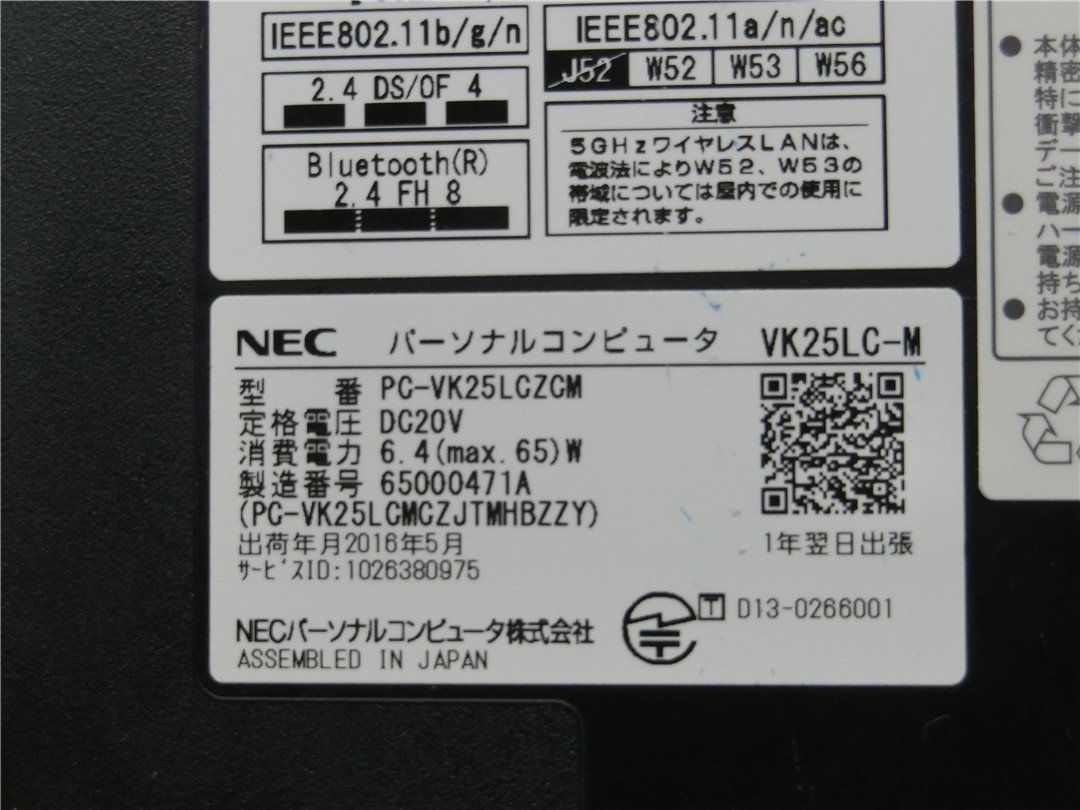 IEEE802.11b/g/n
2.4 DS/OF 4
Bluetooth(R)
2.4 FH 8
IEEE802.11a/n/ac
J52 W52 W53 W56
注意
5GHzワイヤレスLANは、
電波法によりW52、W53の
帯域については屋内での使用に
限定されます。
NEC パーソナルコンピュータ VK25LC-M
型 番 PC-VK25LCZCM
定格電圧 DC20V
消費電力 6.4(max.65)W
製造番号 65000471A
(PC-VK25LCMCZJTMHBZZY)
出荷年月2016年5月
ｻｰﾋﾞｽID:1026380975
1年翌日出張
T D13-0266001
NECパーソナルコンピュータ株式会社
ASSEMBLED IN JAPAN
● 本体
精密
特に
衝撃
デー
ご注
● 電源
ハー
電源
持ち
● お持
てく